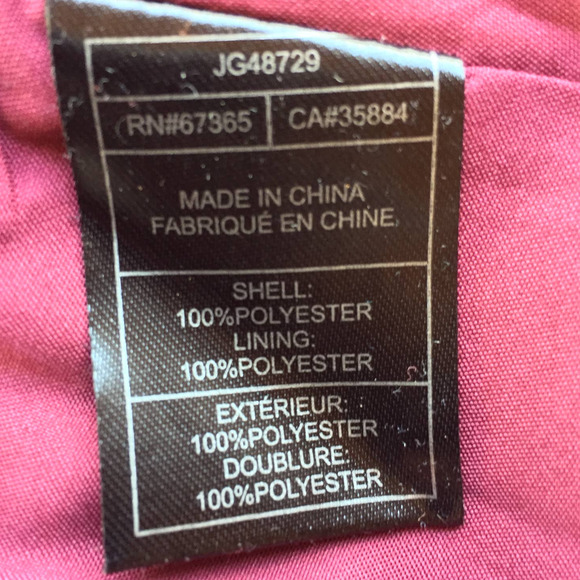 JG48729
RN#67365 CA#35884
MADE IN CHINA
FABRIQUÉ EN CHINE
SHELL:
100%POLYESTER
LINING:
100%POLYESTER
EXTÉRIEUR:
100%POLYESTER
DOUBLURE:
100%POLYESTER